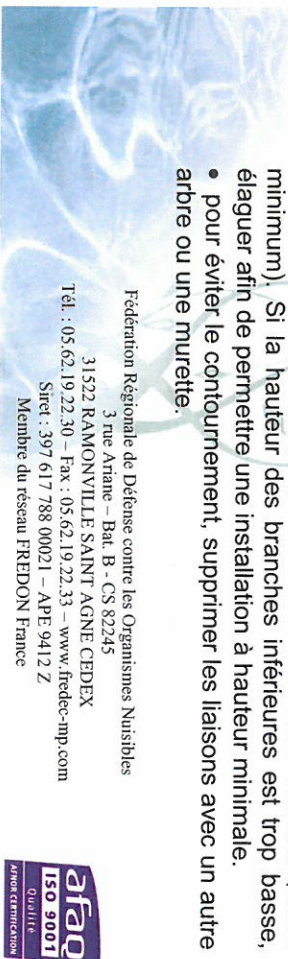 minimum). Si la hauteur des branches inférieures est trop basse,
élaguer afin de permettre une installation à hauteur minimale.
• pour éviter le contournement, supprimer les liaisons avec un autre
arbre ou une murette.
Fédération Régionale de Défense contre les Organismes Nuisibles
3 rue Ariane – Bat. B - CS 82245
31522 RAMONVILLE SAINT AGNE CEDEX
Tél. : 05.62.19.22.30 – Fax : 05.62.19.22.33 – www.fredec-mp.com
Siret : 397 617 788 00021 – APE 9412 Z
Membre du réseau FREDON France
afaq
ISO 9001
Qualité
AFNOR CERTIFICATION